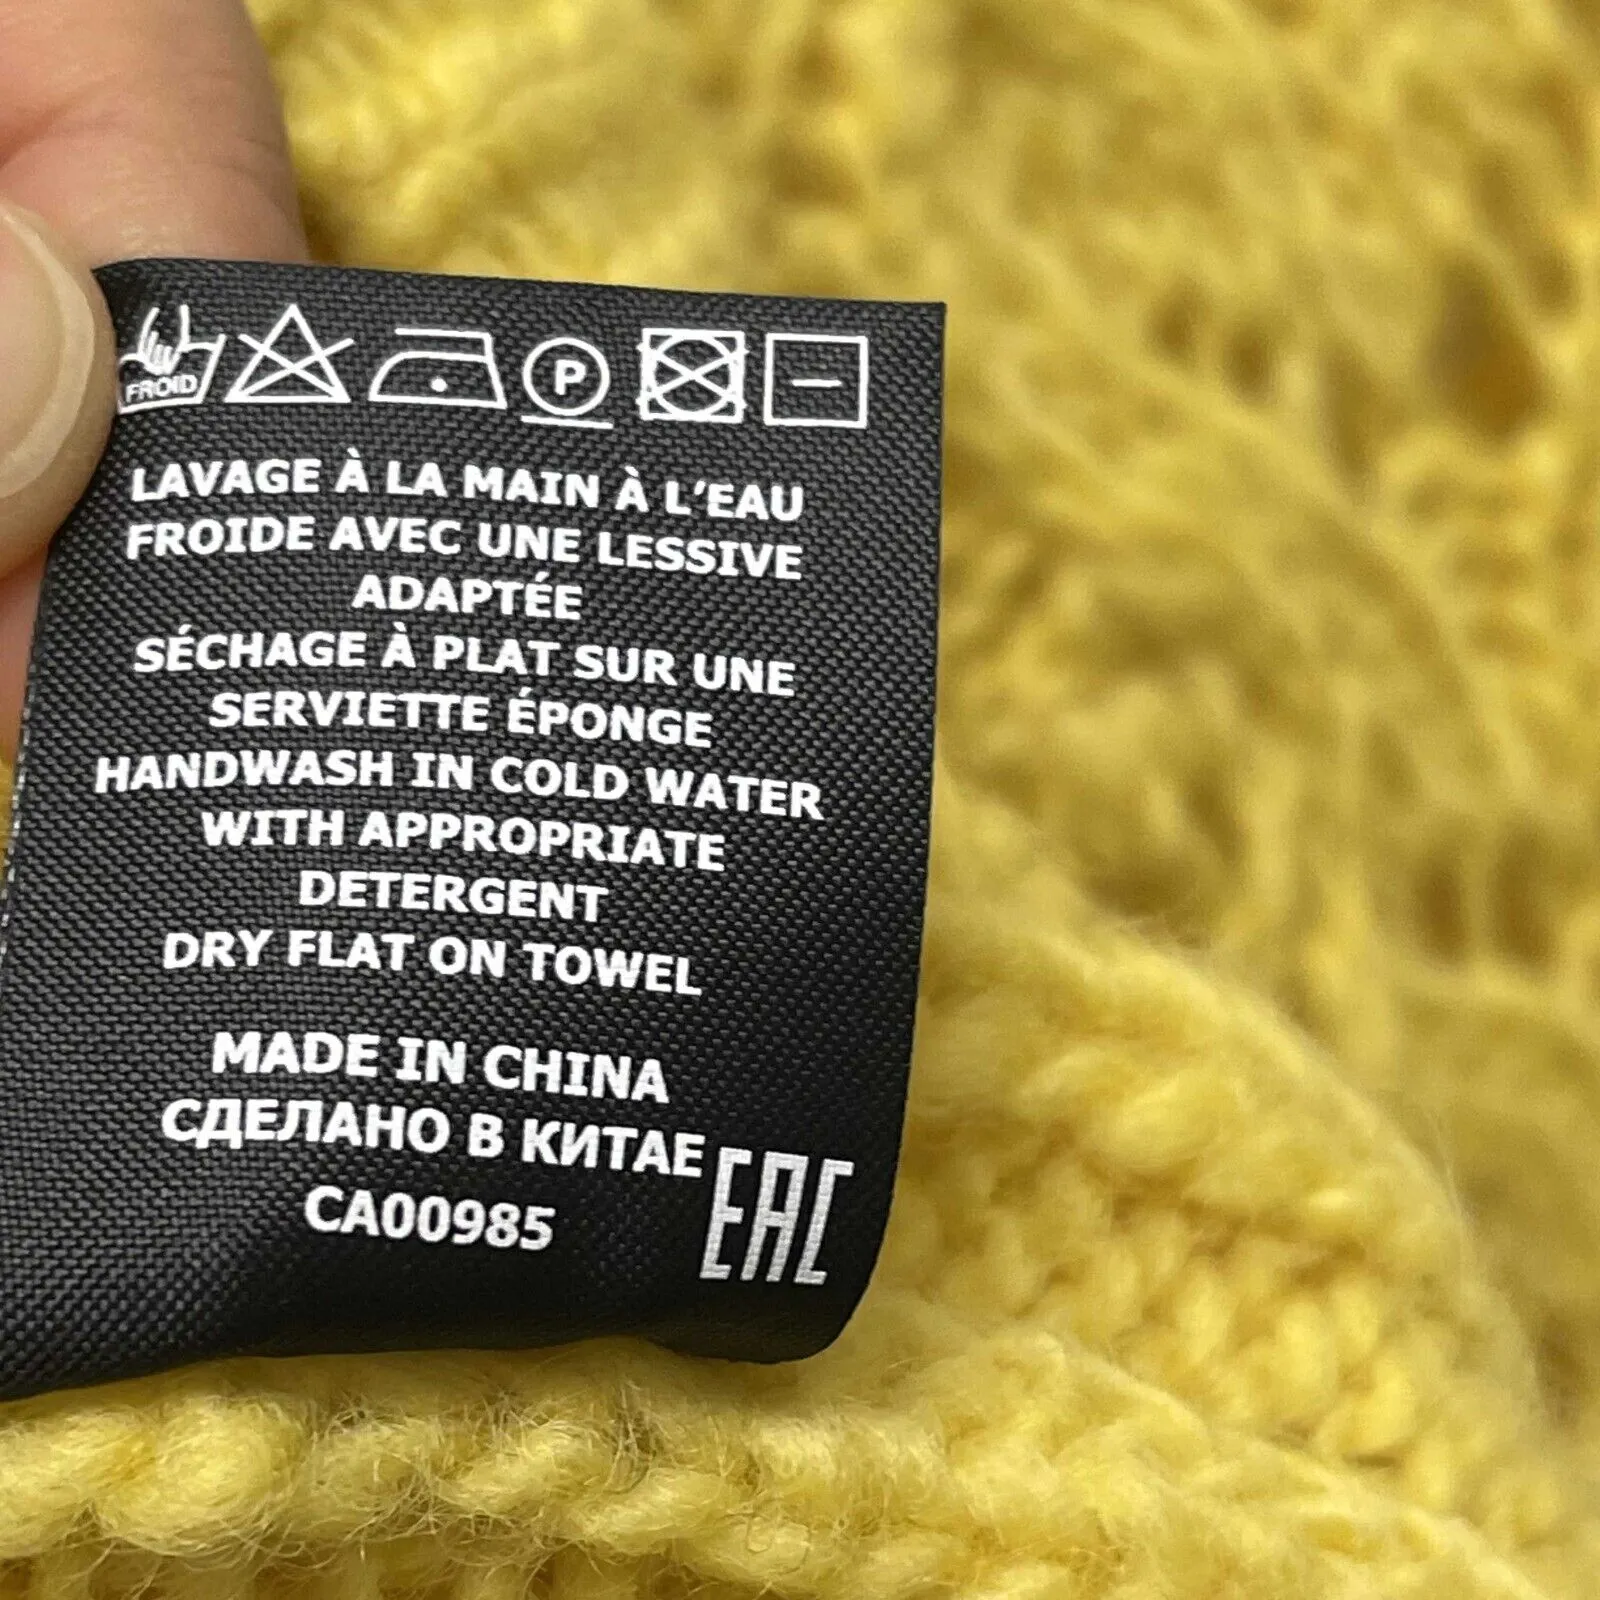 FROID
P
LAVAGE À LA MAIN À L'EAU
FROIDE AVEC UNE LESSIVE
ADAPTÉE
SÉCHAGE À PLAT SUR UNE
SERVIETTE ÉPONGE
HANDWASH IN COLD WATER
WITH APPROPRIATE
DETERGENT
DRY FLAT ON TOWEL
MADE IN CHINA
СДЕЛАНО В КИТАЕ
CA00985
EAC